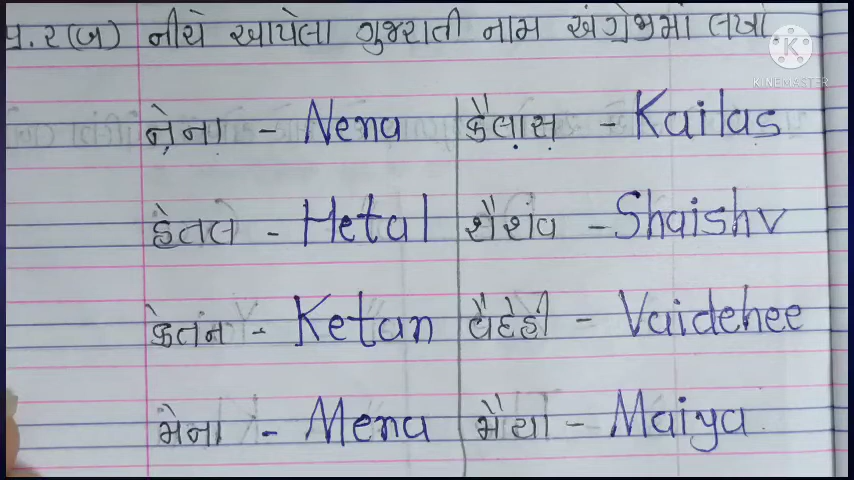 પ્ર. ૨ (બ) નીચે આપેલા ગુજરાતી નામ અંગ્રેજીમાં લખો.
KINEMASTER
નેના - Nena કૈલાસ - Kailas
હેતલ - Hetal શૈશવ - Shaishv
કેતન - Ketan વૈદેહી - Vaidehee
મેના - Mena મૈયા - Maiya